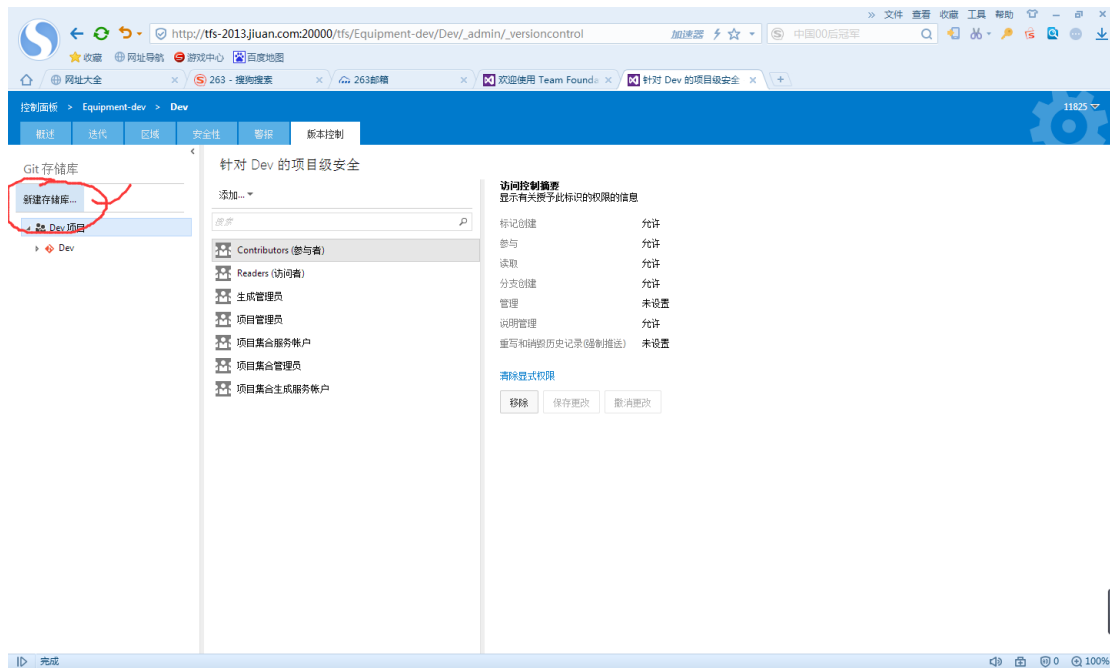 » 文件 查看 收藏 工具 帮助
http://tfs-2013.jiuan.com:20000/tfs/Equipment-dev/Dev/_admin/_versioncontrol 加速器 中国00后冠军
收藏 网址导航 游戏中心 百度地图
网址大全 263 - 搜狗搜索 263邮箱 欢迎使用 Team Founda 针对 Dev 的项目级安全
控制面板 > Equipment-dev > Dev 11825
概述 迭代 区域 安全性 警报 版本控制
Git 存储库
新建存储库...
Dev 项目
Dev
针对 Dev 的项目级安全
添加...
搜索
Contributors (参与者)
Readers (访问者)
生成管理员
项目管理员
项目集合服务帐户
项目集合管理员
项目集合生成服务帐户
访问控制摘要
显示有关授予此标识的权限的信息
标记创建 允许
参与 允许
读取 允许
分支创建 允许
管理 未设置
说明管理 允许
重写和销毁历史记录(强制推送) 未设置
清除显式权限
移除 保存更改 撤消更改
完成 0 100%